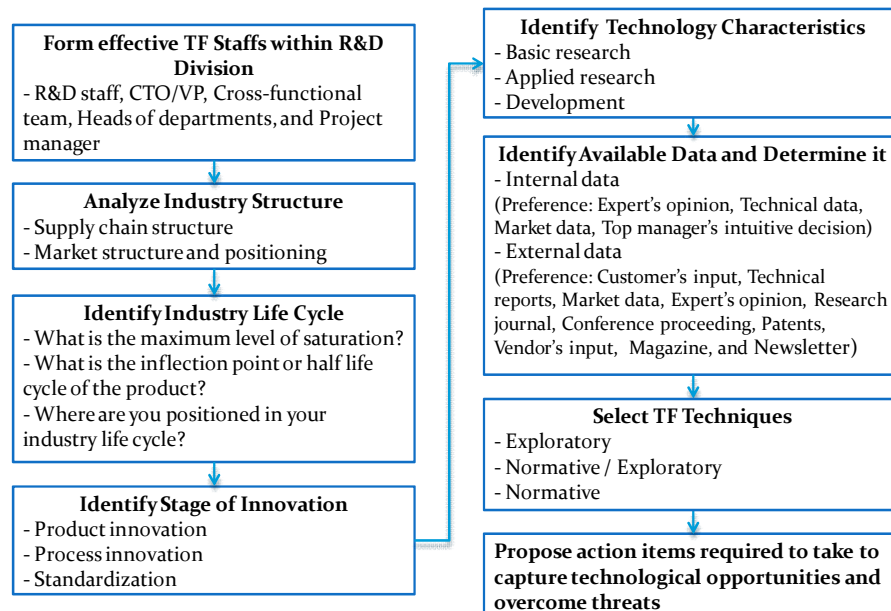 Form effective TF Staffs within R&D
Division
- R&D staff, CTO/VP, Cross-functional
team, Heads of departments, and Project
manager
Analyze Industry Structure
- Supply chain structure
- Market structure and positioning
Identify Industry Life Cycle
- What is the maximum level of saturation?
- What is the inflection point or half life
cycle of the product?
- Where are you positioned in your
industry life cycle?
Identify Stage of Innovation
- Product innovation
- Process innovation
- Standardization
Identify Technology Characteristics
- Basic research
- Applied research
- Development
Identify Available Data and Determine it
- Internal data
(Preference: Expert's opinion, Technical data,
Market data, Top manager's intuitive decision)
- External data
(Preference: Customer's input, Technical
reports, Market data, Expert's opinion, Research
journal, Conference proceeding, Patents,
Vendor's input, Magazine, and Newsletter)
Select TF Techniques
- Exploratory
- Normative / Exploratory
- Normative
Propose action items required to take to
capture technological opportunities and
overcome threats